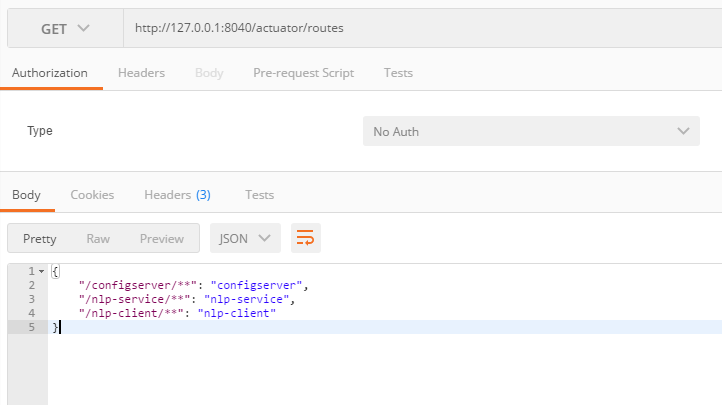 GET http://127.0.0.1:8040/actuator/routes
Authorization Headers Body Pre-request Script Tests
Type No Auth
Body Cookies Headers (3) Tests
Pretty Raw Preview JSON
1 {
2 "/configserver/**": "configserver",
3 "/nlp-service/**": "nlp-service",
4 "/nlp-client/**": "nlp-client"
5 }